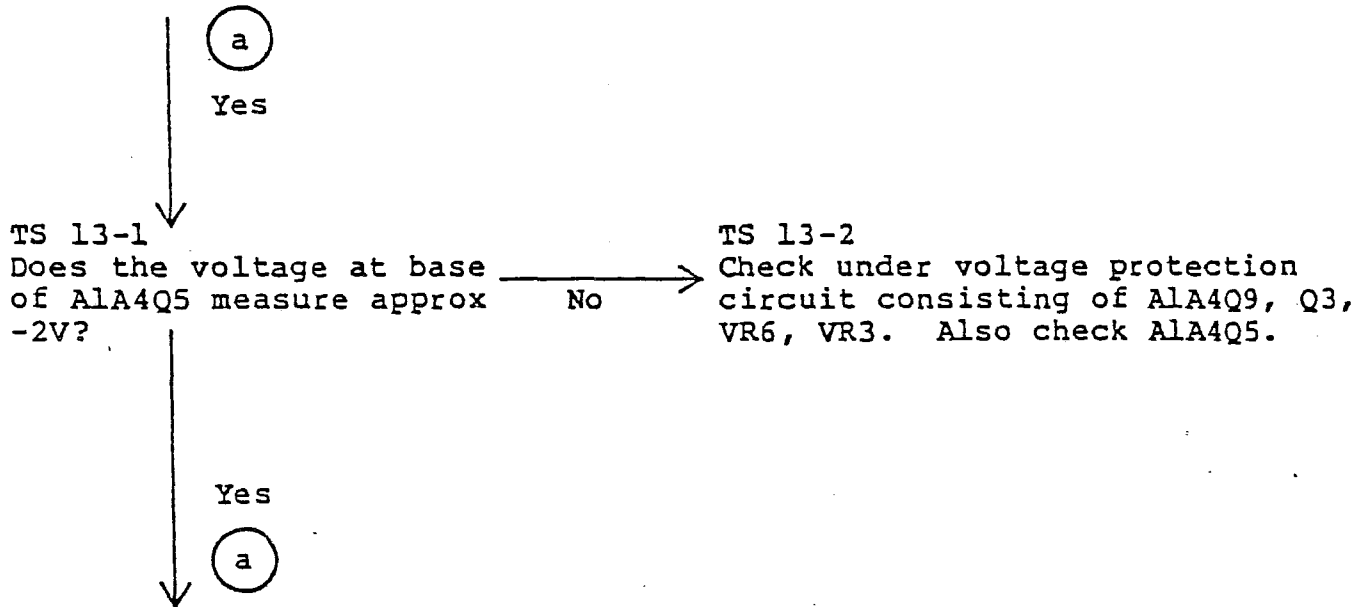 a
Yes
TS 13-1
Does the voltage at base
of A1A4Q5 measure approx
-2V?
No
TS 13-2
Check under voltage protection
circuit consisting of A1A4Q9, Q3,
VR6, VR3. Also check A1A4Q5.
Yes
a